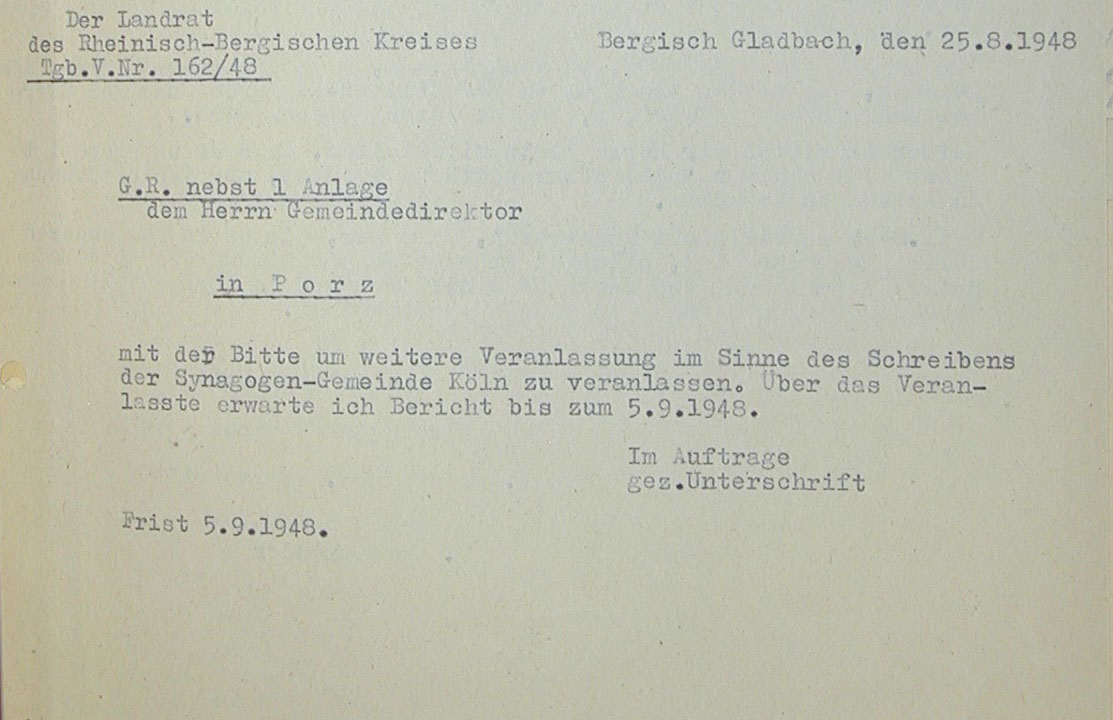 Der Landrat
des Rheinisch-Bergischen Kreises Bergisch Gladbach, den 25.8.1948
Tgb.V.Nr. 162/48
G.R. nebst 1 Anlage
dem Herrn Gemeindedirektor
in P o r z
mit der Bitte um weitere Veranlassung im Sinne des Schreibens
der Synagogen-Gemeinde Köln zu veranlassen. Über das Veran-
lasste erwarte ich Bericht bis zum 5.9.1948.
Im Auftrage
gez.Unterschrift
Frist 5.9.1948.